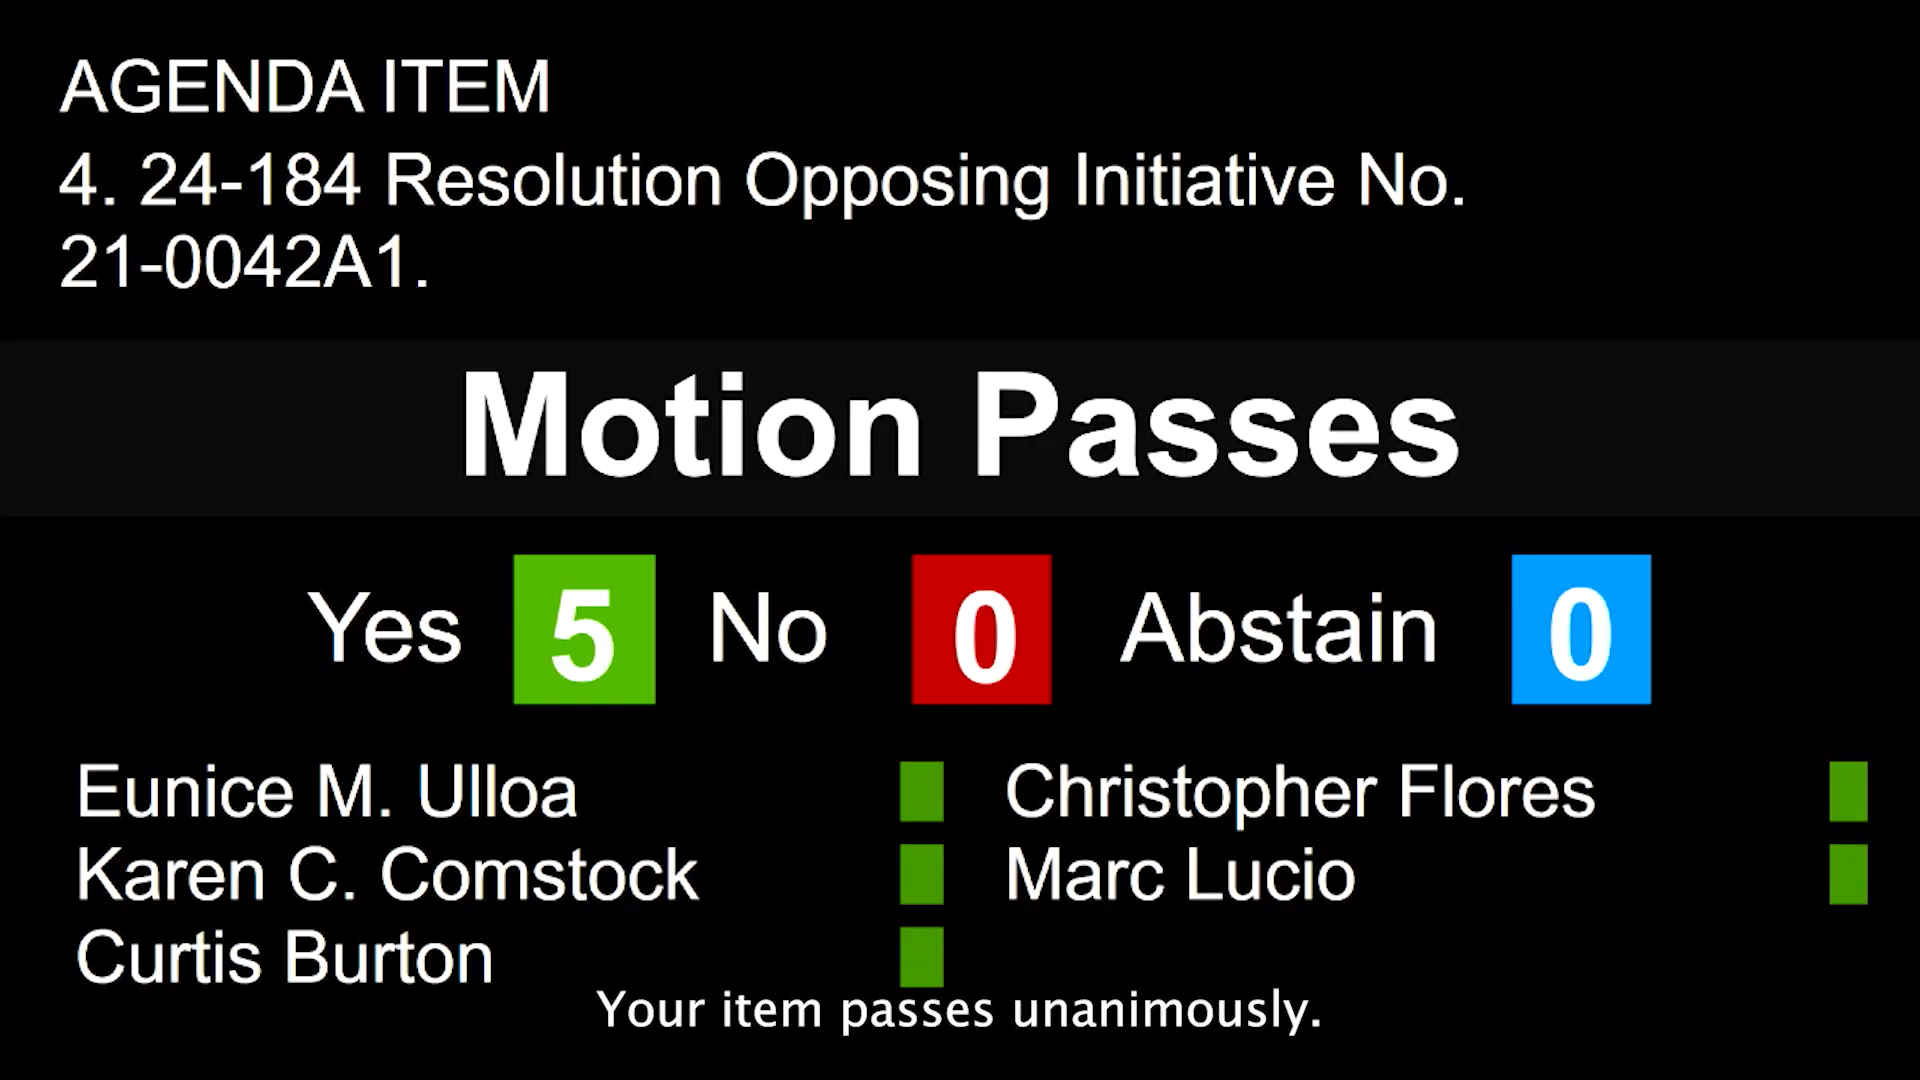 AGENDA ITEM
4. 24-184 Resolution Opposing Initiative No.
21-0042A1.
Motion Passes
Yes 5 No 0 Abstain 0
Eunice M. Ulloa Christopher Flores
Karen C. Comstock Marc Lucio
Curtis Burton
Your item passes unanimously.